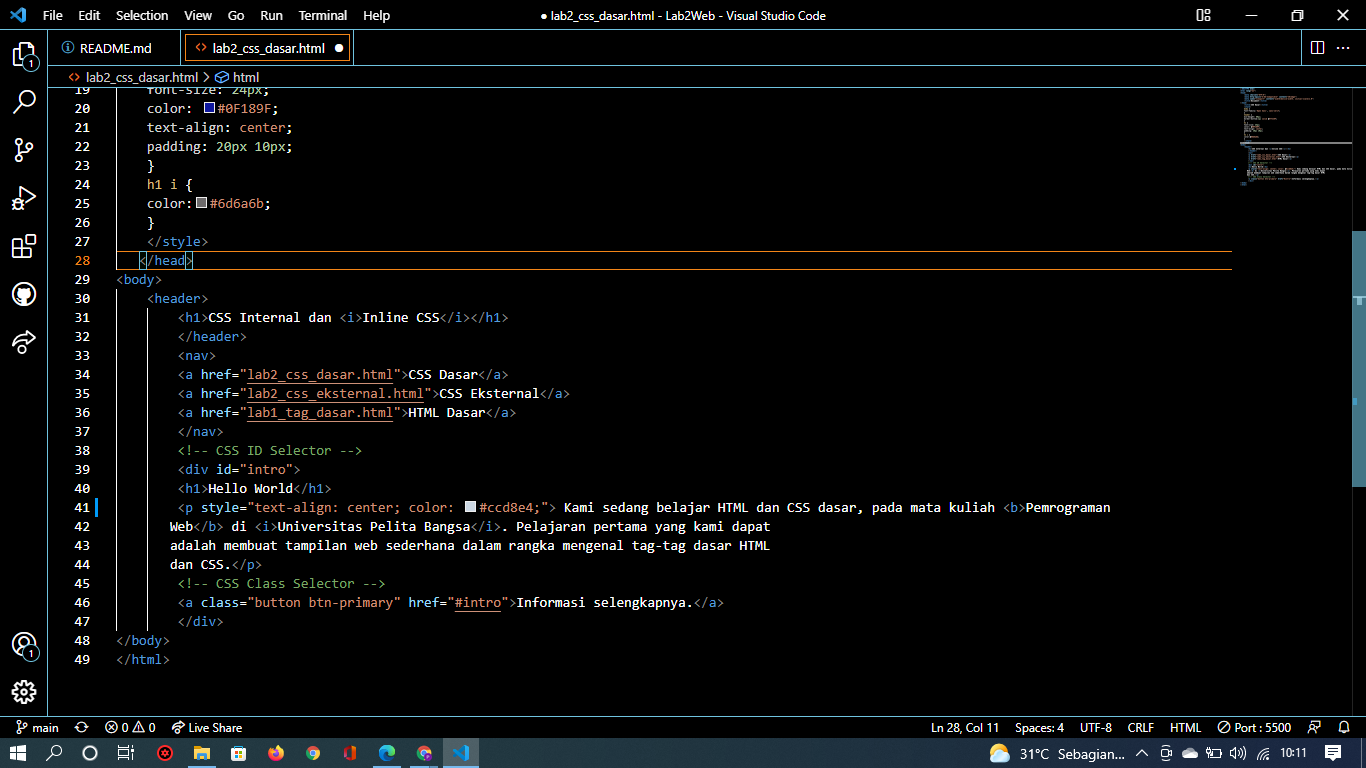 File Edit Selection View Go Run Terminal Help ● lab2_css_dasar.html - Lab2Web - Visual Studio Code
README.md <> lab2_css_dasar.html ●
<> lab2_css_dasar.html > html
19 font-size: 24px;
20 color: #0F189F;
21 text-align: center;
22 padding: 20px 10px;
23 }
24 h1 i {
25 color:#6d6a6b;
26 }
27 </style>
28 </head>
29 <body>
30 <header>
31 <h1>CSS Internal dan <i>Inline CSS</i></h1>
32 </header>
33 <nav>
34 <a href="lab2_css_dasar.html">CSS Dasar</a>
35 <a href="lab2_css_eksternal.html">CSS Eksternal</a>
36 <a href="lab1_tag_dasar.html">HTML Dasar</a>
37 </nav>
38 <!-- CSS ID Selector -->
39 <div id="intro">
40 <h1>Hello World</h1>
41 <p style="text-align: center; color: #ccd8e4;"> Kami sedang belajar HTML dan CSS dasar, pada mata kuliah <b>Pemrograman
42 Web</b> di <i>Universitas Pelita Bangsa</i>. Pelajaran pertama yang kami dapat
43 adalah membuat tampilan web sederhana dalam rangka mengenal tag-tag dasar HTML
44 dan CSS.</p>
45 <!-- CSS Class Selector -->
46 <a class="button btn-primary" href="#intro">Informasi selengkapnya.</a>
47 </div>
48 </body>
49 </html>
1
1
main 0 0 Live Share Ln 28, Col 11 Spaces: 4 UTF-8 CRLF HTML Port : 5500
31°C Sebagian... 10:11